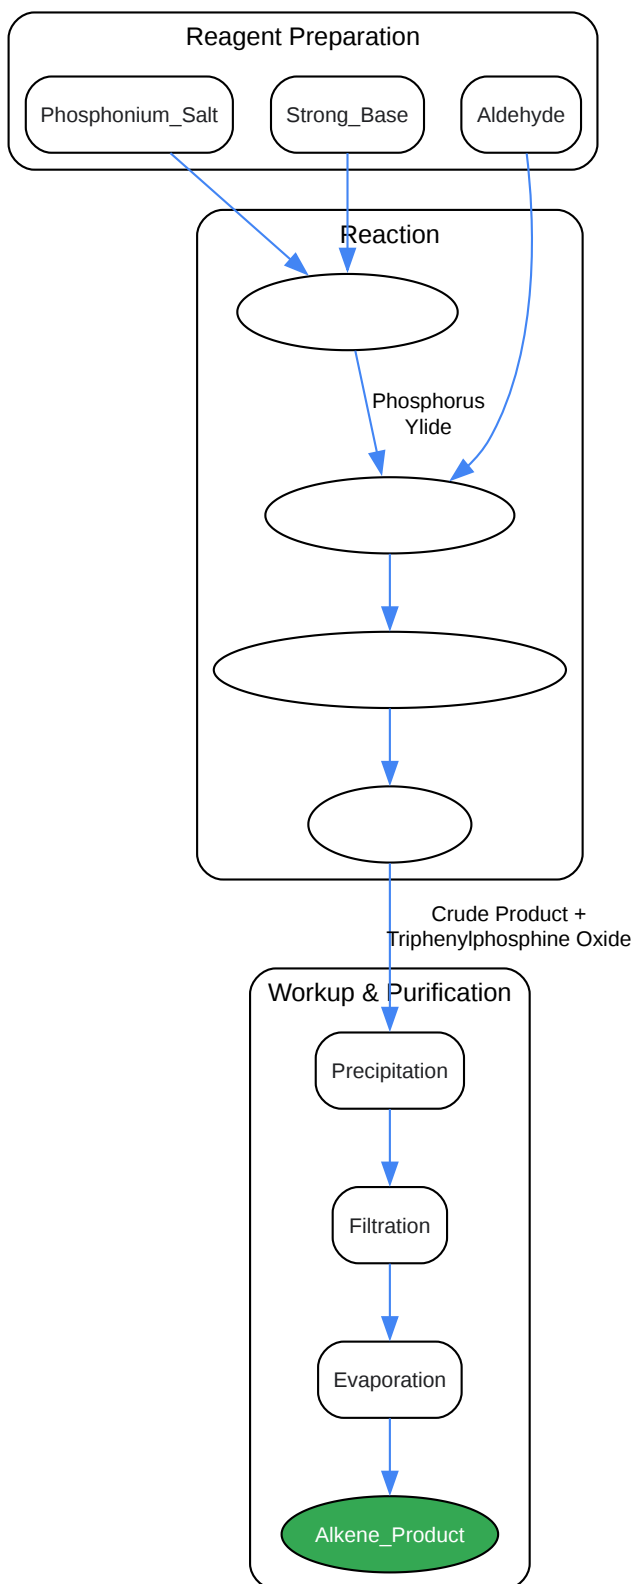 Reagent Preparation
Phosphonium_Salt
Strong_Base
Aldehyde
Reaction
Phosphorus
Ylide
Crude Product +
Triphenylphosphine Oxide
Workup & Purification
Precipitation
Filtration
Evaporation
Alkene_Product